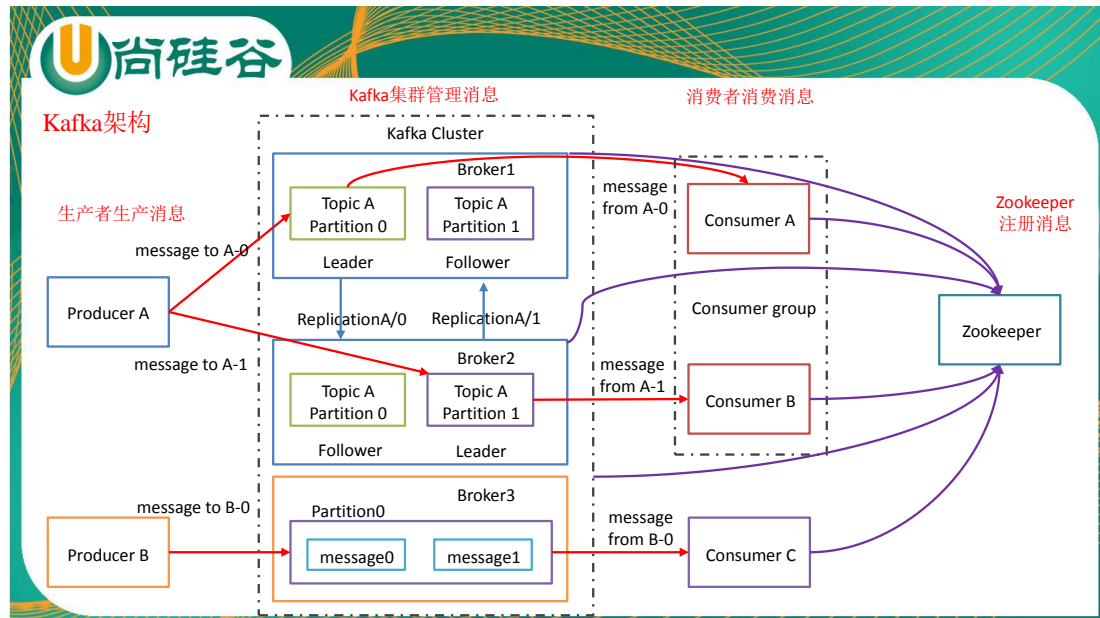 尚硅谷
Kafka架构
Kafka集群管理消息
消费者消费消息
生产者生产消息
Zookeeper
注册消息
Kafka Cluster
Broker1
Topic A
Partition 0
Topic A
Partition 1
Leader
Follower
message to A-0
Producer A
message to A-1
ReplicationA/0
ReplicationA/1
Broker2
Topic A
Partition 0
Topic A
Partition 1
Follower
Leader
message
from A-0
Consumer A
Consumer group
message
from A-1
Consumer B
Zookeeper
message to B-0
Producer B
Broker3
Partition0
message0
message1
message
from B-0
Consumer C